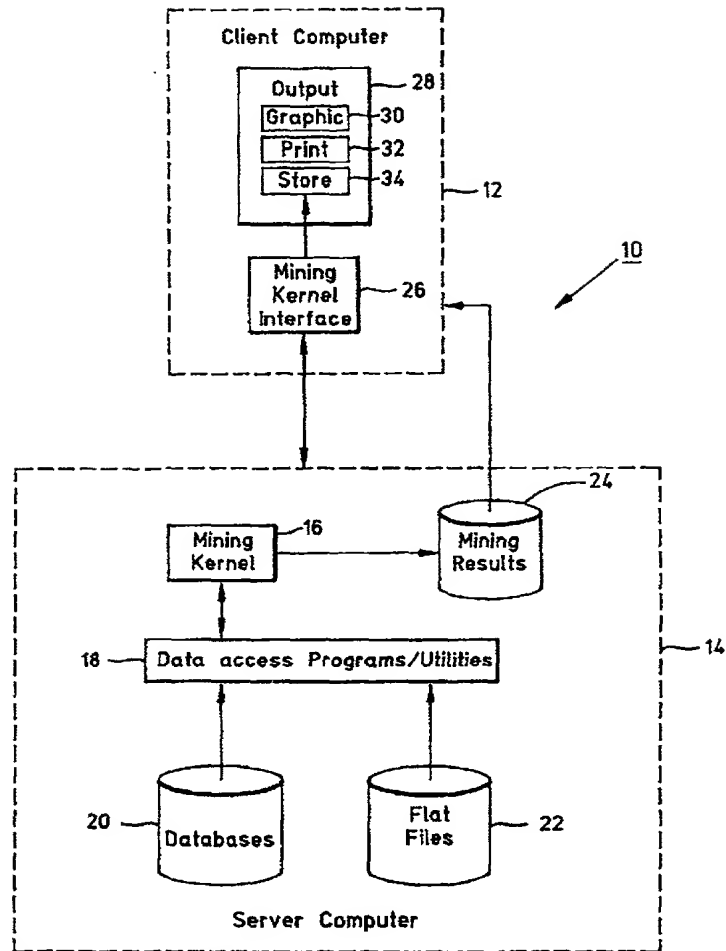 Client Computer
Output
28
Graphic
30
Print
32
Store
34
12
10
Mining
Kernel
Interface
26
24
16
Mining
Kernel
Mining
Results
18
Data access Programs/Utilities
14
20
Databases
Flat
Files
22
Server Computer